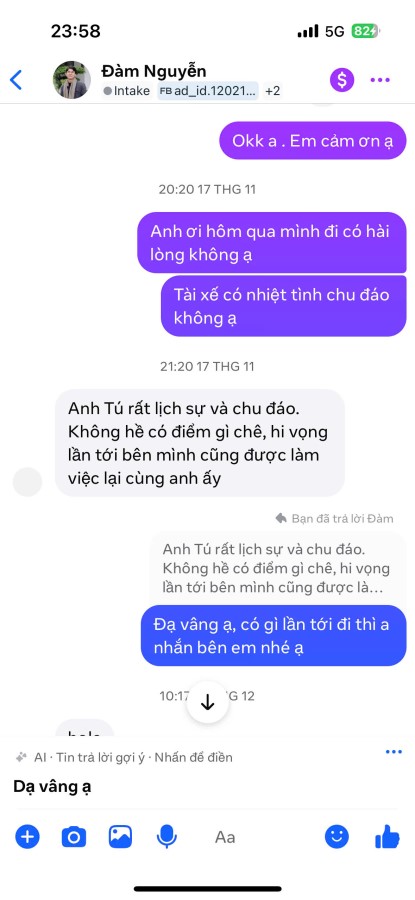 23:58
5G 82
Đàm Nguyễn
Intake FB ad_id.12021... +2
Okk a . Em cảm ơn ạ
20:20 17 THG 11
Anh ơi hôm qua mình đi có hài
lòng không ạ
Tài xế có nhiệt tình chu đáo
không ạ
21:20 17 THG 11
Anh Tú rất lịch sự và chu đáo.
Không hề có điểm gì chê, hi vọng
lần tới bên mình cũng được làm
việc lại cùng anh ấy
Bạn đã trả lời Đàm
Anh Tú rất lịch sự và chu đáo.
Không hề có điểm gì chê, hi vọng
lần tới bên mình cũng được là...
Đạ vâng ạ, có gì lần tới đi thì a
nhắn bên em nhé ạ
10:17 G 12
AI · Tin trả lời gợi ý · Nhấn để điền
Dạ vâng ạ
Aa